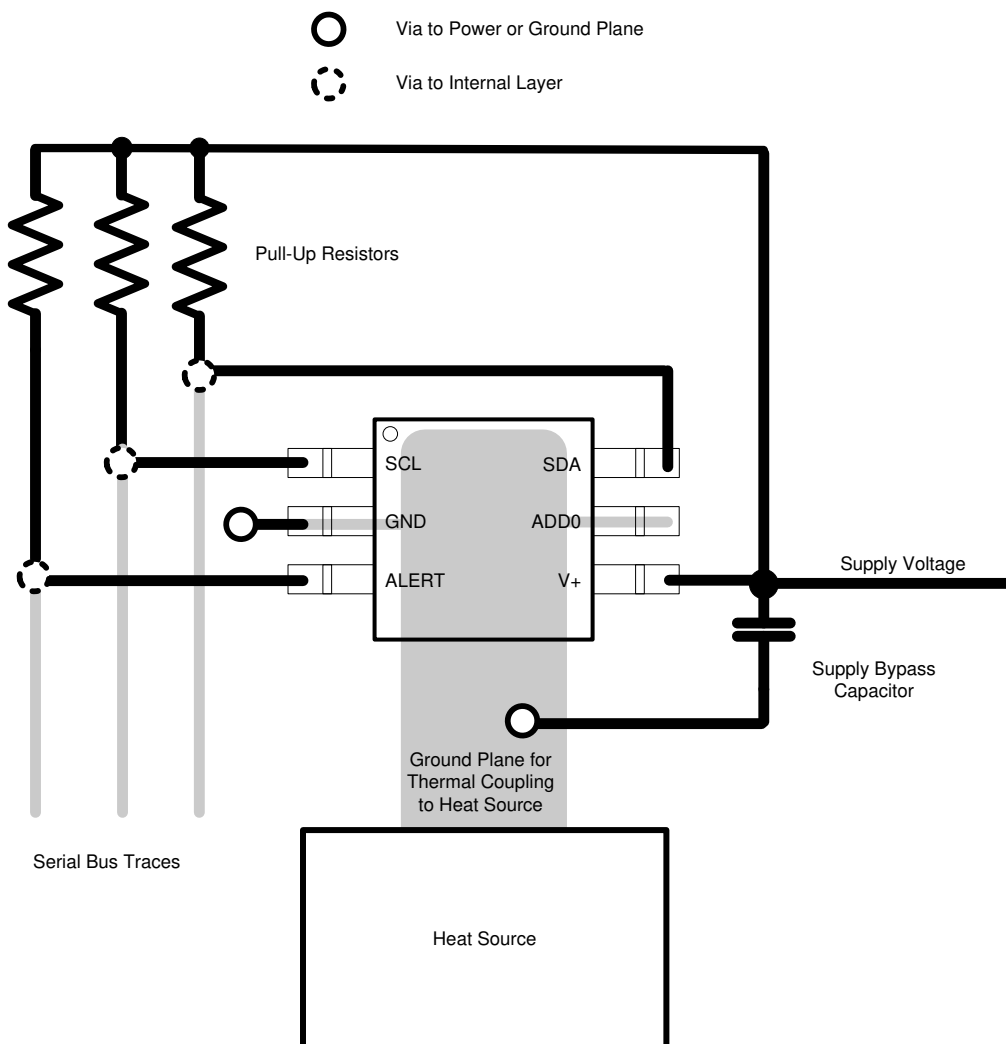 Via to Power or Ground Plane
Via to Internal Layer
Pull-Up Resistors
SCL
SDA
GND
ADD0
ALERT
V+
Supply Voltage
Supply Bypass
Capacitor
Ground Plane for
Thermal Coupling
to Heat Source
Serial Bus Traces
Heat Source